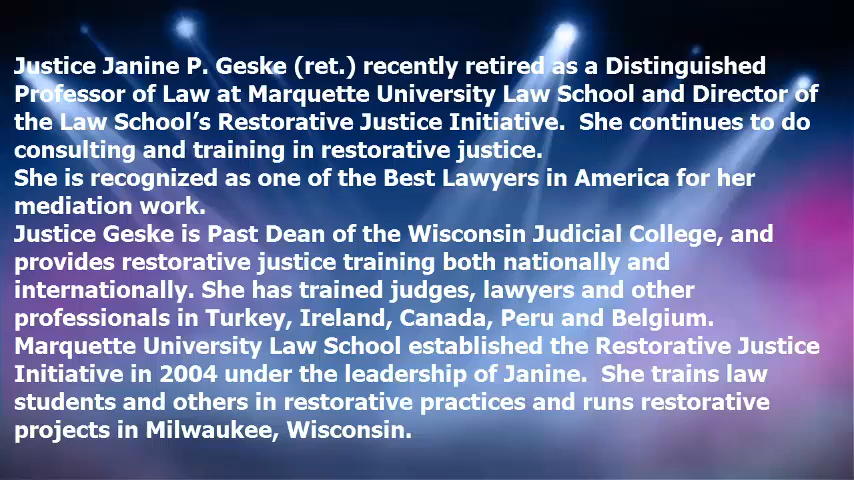 Justice Janine P. Geske (ret.) recently retired as a Distinguished
Professor of Law at Marquette University Law School and Director of
the Law School’s Restorative Justice Initiative.  She continues to do
consulting and training in restorative justice.
She is recognized as one of the Best Lawyers in America for her
mediation work.
Justice Geske is Past Dean of the Wisconsin Judicial College, and
provides restorative justice training both nationally and
internationally. She has trained judges, lawyers and other
professionals in Turkey, Ireland, Canada, Peru and Belgium.
Marquette University Law School established the Restorative Justice
Initiative in 2004 under the leadership of Janine.  She trains law
students and others in restorative practices and runs restorative
projects in Milwaukee, Wisconsin.